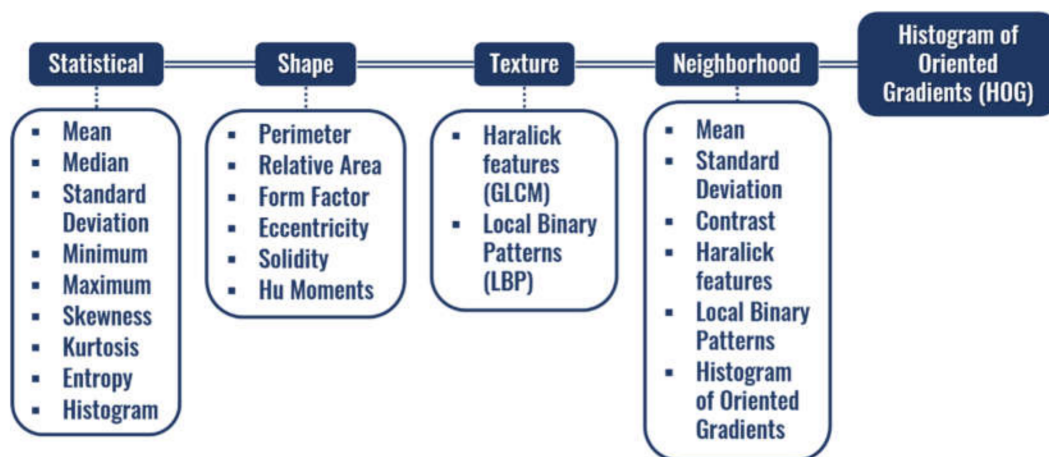 Statistical
Mean
Median
Standard
Deviation
Minimum
Maximum
Skewness
Kurtosis
Entropy
Histogram
Shape
Perimeter
Relative Area
Form Factor
Eccentricity
Solidity
Hu Moments
Texture
Haralick
features
(GLCM)
Local Binary
Patterns
(LBP)
Neighborhood
Mean
Standard
Deviation
Contrast
Haralick
features
Local Binary
Patterns
Histogram
of Oriented
Gradients
Histogram of
Oriented
Gradients (HOG)